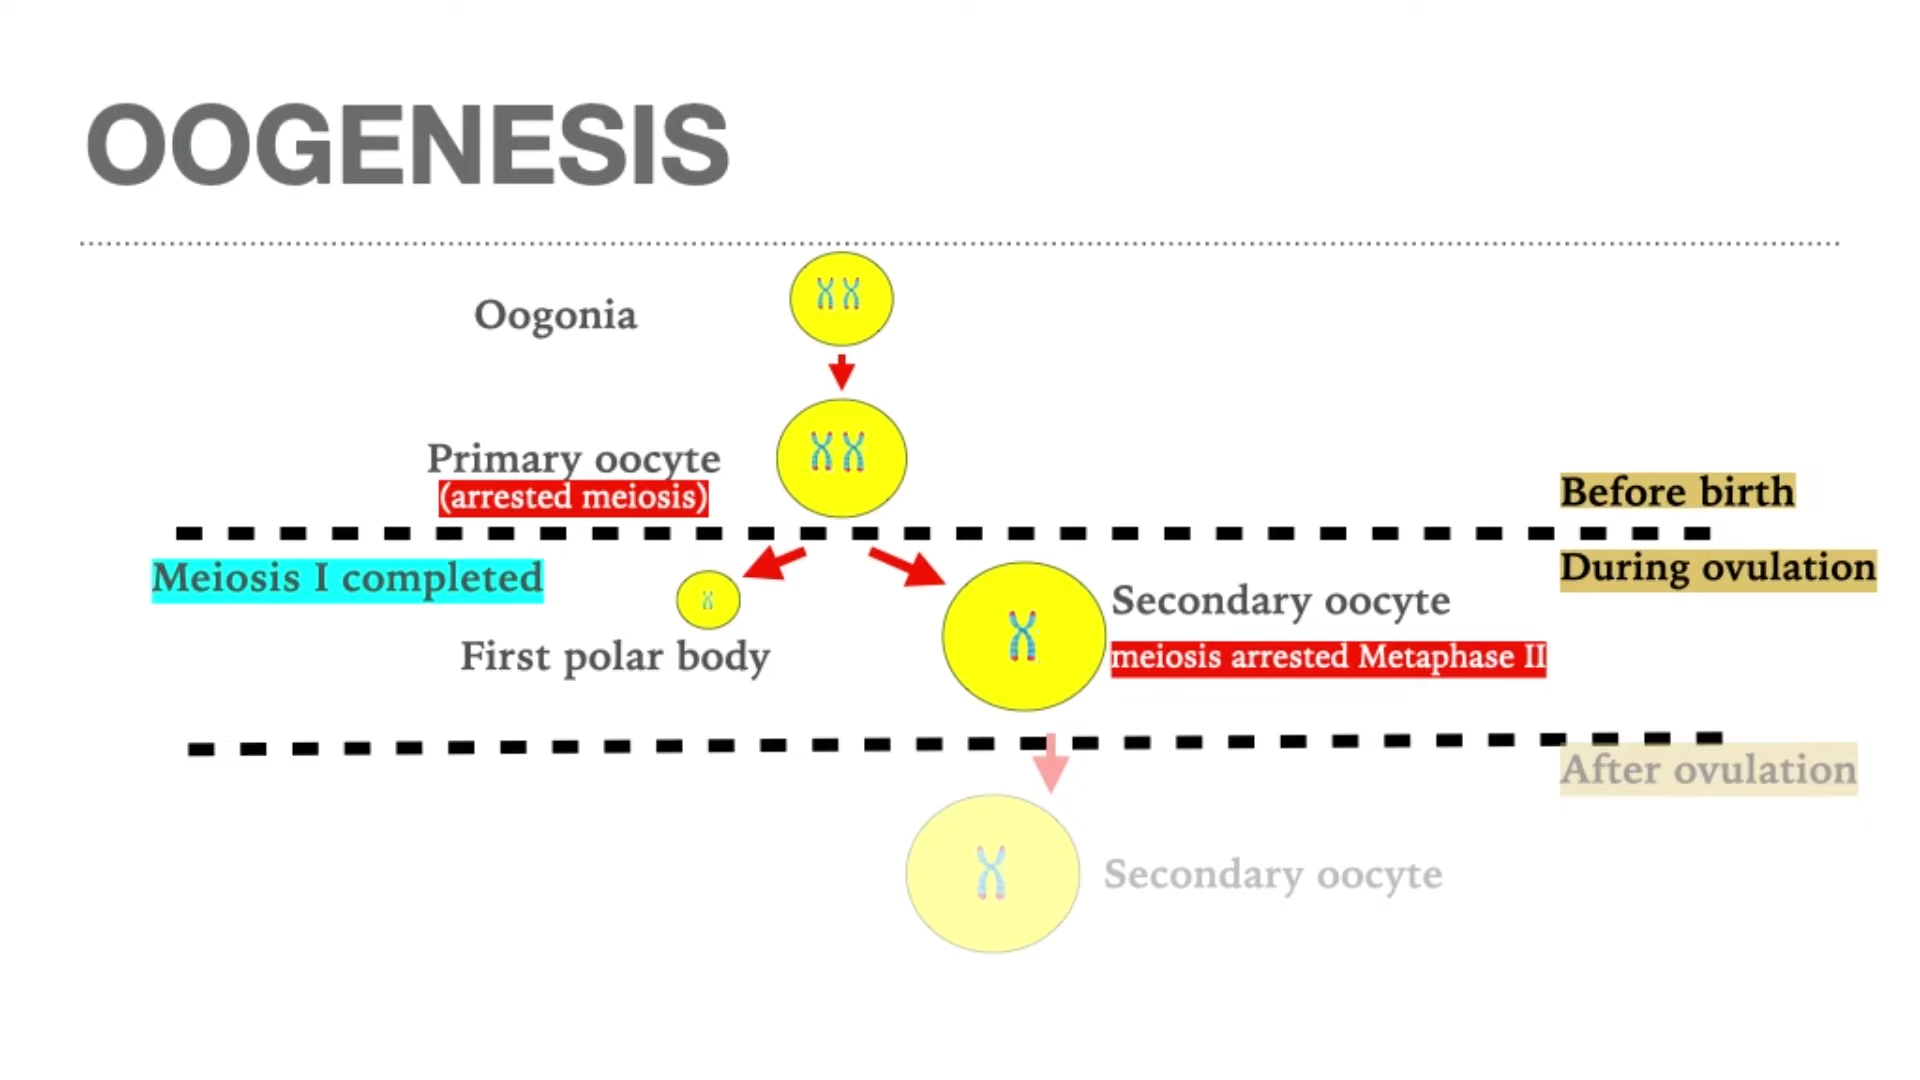 OOGENESIS
Oogonia
Primary oocyte
(arrested meiosis)
Before birth
Meiosis I completed
During ovulation
First polar body
Secondary oocyte
meiosis arrested Metaphase II
After ovulation
Secondary oocyte